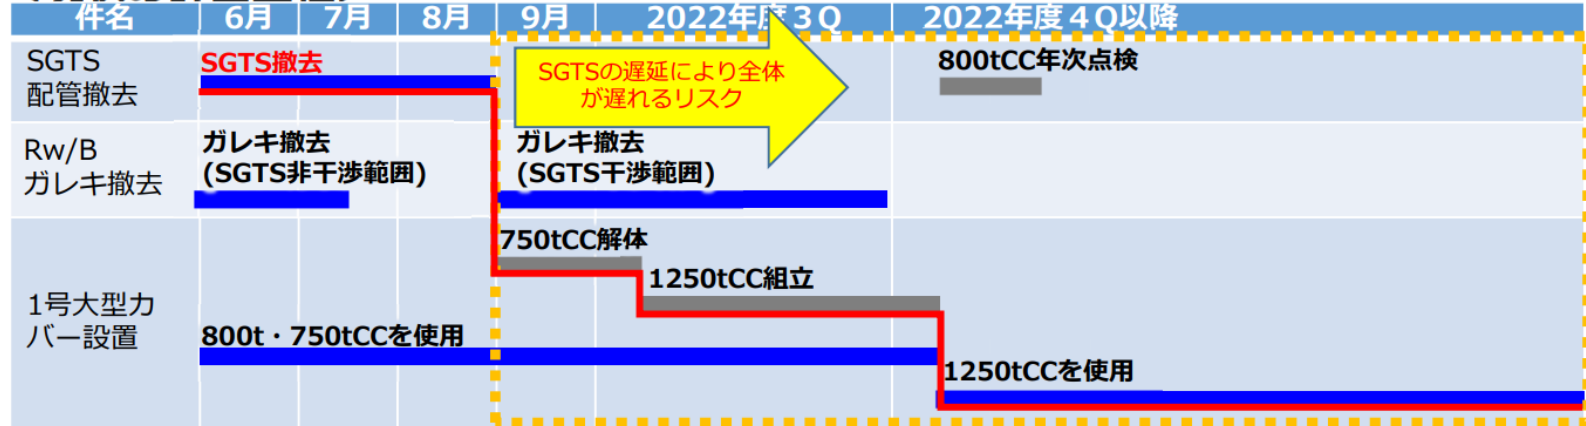 件名 6月 7月 8月 9月 2022年度3Q 2022年度4Q以降
SGTS
配管撤去
SGTS撤去
SGTSの遅延により全体
が遅れるリスク
800tCC年次点検
Rw/B
ガレキ撤去
ガレキ撤去
(SGTS非干渉範囲)
ガレキ撤去
(SGTS干渉範囲)
1号大型カ
バー設置
750tCC解体
1250tCC組立
800t・750tCCを使用
1250tCCを使用